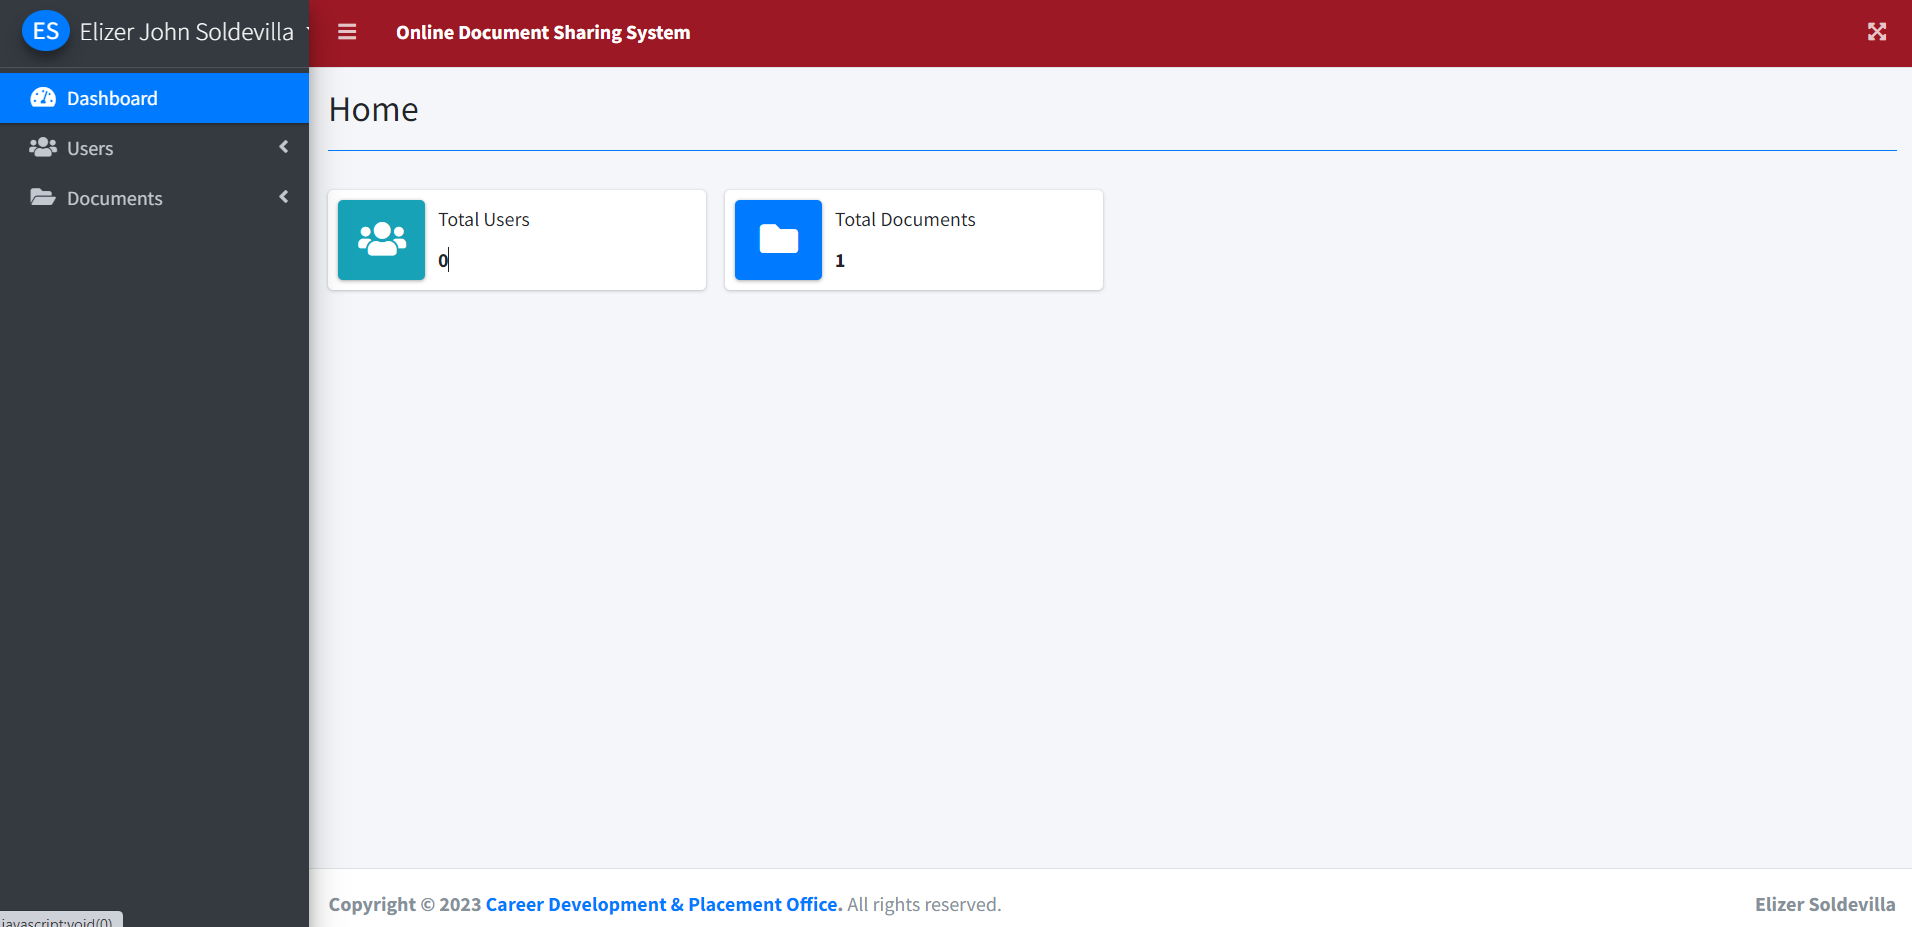 ES Elizer John Soldevilla
Online Document Sharing System
Dashboard
Users
Documents
Home
Total Users
0
Total Documents
1
Copyright © 2023 Career Development & Placement Office. All rights reserved.
Elizer Soldevilla
javascript:void(0)